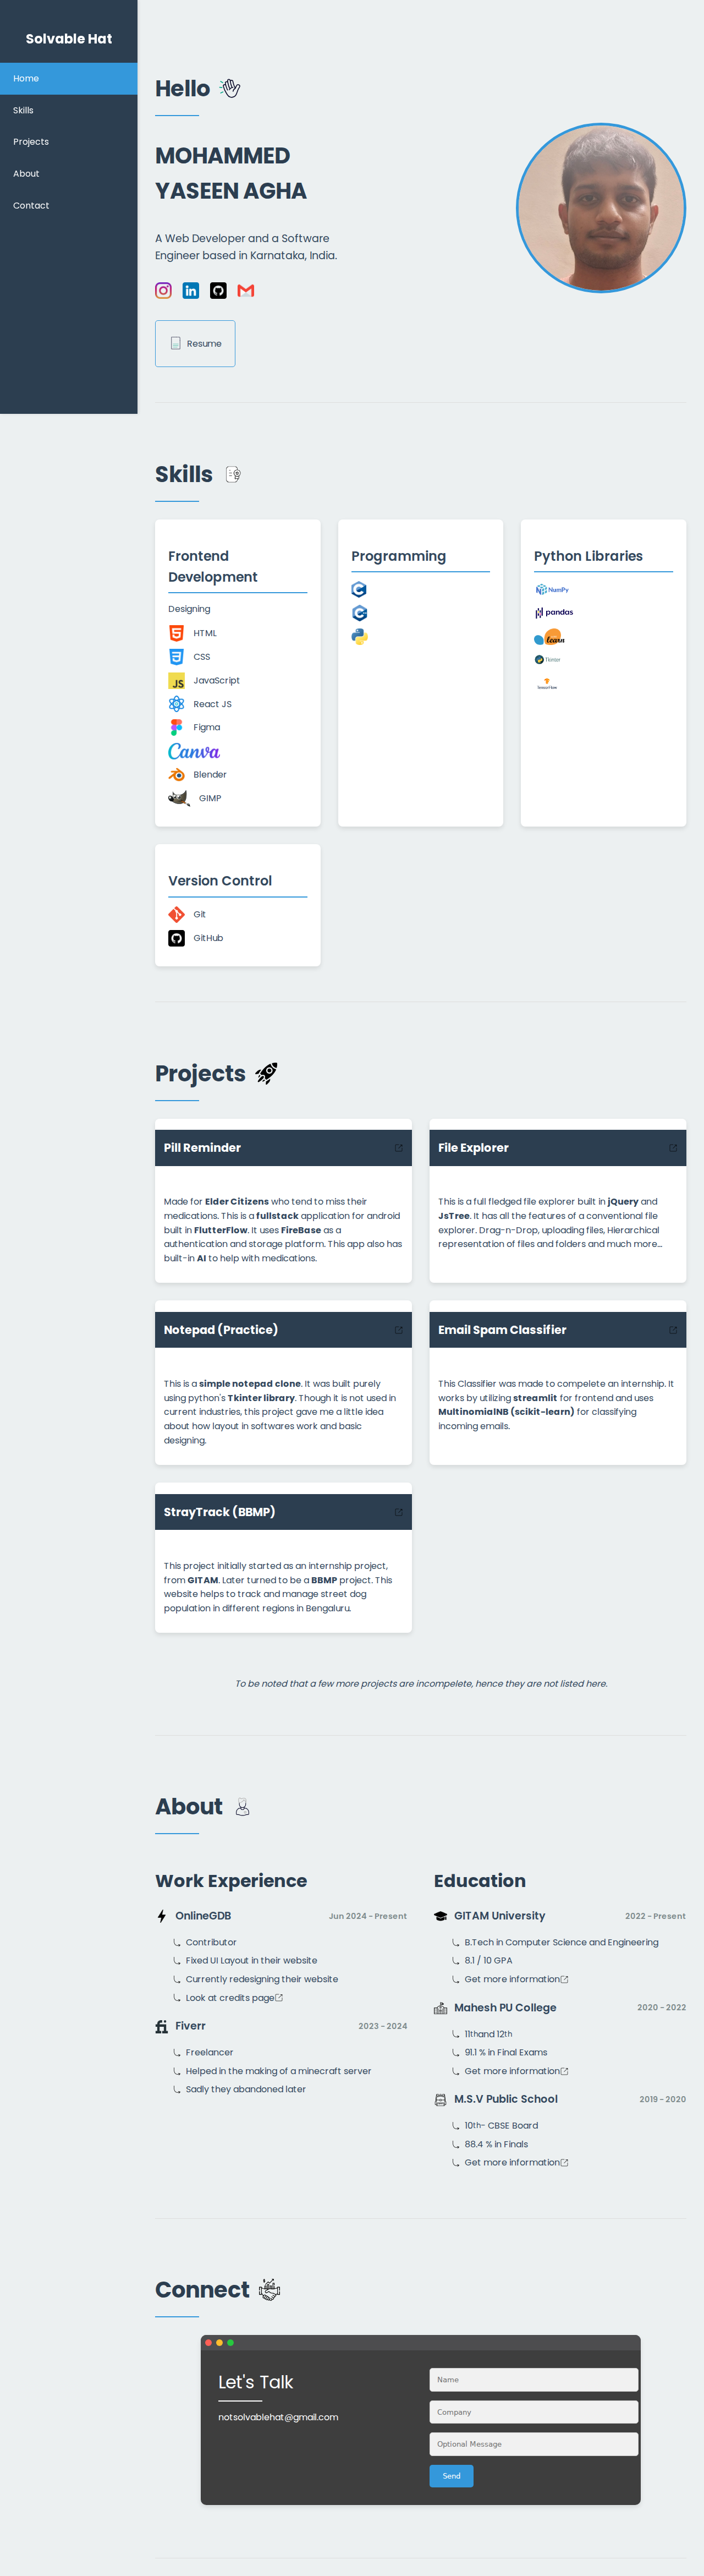 Solvable Hat
Home
Skills
Projects
About
Contact
Hello
MOHAMMED
YASEEN AGHA
A Web Developer and a Software
Engineer based in Karnataka, India.
Resume
Skills
Frontend
Development
Designing
HTML
CSS
JS JavaScript
React JS
Figma
Canva
Blender
GIMP
Programming
C
C
Python Libraries
NumPy
pandas
learn
Tkinter
TensorFlow
Version Control
Git
GitHub
Projects
Pill Reminder
Made for Elder Citizens who tend to miss their
medications. This is a fullstack application for android
built in FlutterFlow. It uses FireBase as a
authentication and storage platform. This app also has
built-in AI to help with medications.
File Explorer
This is a full fledged file explorer built in jQuery and
JsTree. It has all the features of a conventional file
explorer. Drag-n-Drop, uploading files, Hierarchical
representation of files and folders and much more...
Notepad (Practice)
This is a simple notepad clone. It was built purely
using python's Tkinter library. Though it is not used in
current industries, this project gave me a little idea
about how layout in softwares work and basic
designing.
Email Spam Classifier
This Classifier was made to compelete an internship. It
works by utilizing streamlit for frontend and uses
MultinomialNB (scikit-learn) for classifying
incoming emails.
StrayTrack (BBMP)
This project initially started as an internship project,
from GITAM. Later turned to be a BBMP project. This
website helps to track and manage street dog
population in different regions in Bengaluru.
To be noted that a few more projects are incompelete, hence they are not listed here.
About
Work Experience
OnlineGDB Jun 2024 - Present
Contributor
Fixed UI Layout in their website
Currently redesigning their website
Look at credits page
Fiverr 2023 - 2024
Freelancer
Helped in the making of a minecraft server
Sadly they abandoned later
Education
GITAM University 2022 - Present
B.Tech in Computer Science and Engineering
8.1 / 10 GPA
Get more information
Mahesh PU College 2020 - 2022
11th and 12th
91.1 % in Final Exams
Get more information
M.S.V Public School 2019 - 2020
10th - CBSE Board
88.4 % in Finals
Get more information
Connect
Let's Talk
notsolvablehat@gmail.com
Name
Company
Optional Message
Send